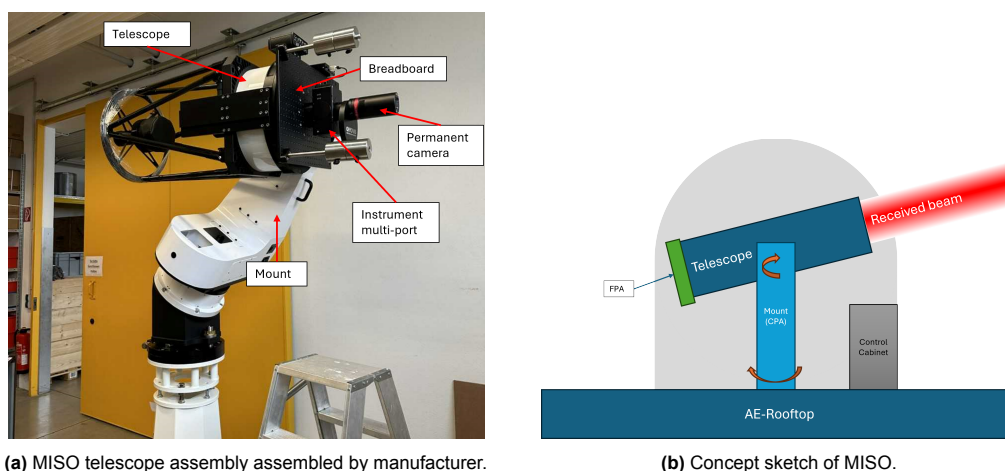 Telescope
Breadboard
Permanent
camera
Instrument
multi-port
Mount
(a) MISO telescope assembly assembled by manufacturer.
Received beam
Telescope
FPA
Mount
(CPA)
Control
Cabinet
AE-Rooftop
(b) Concept sketch of MISO.